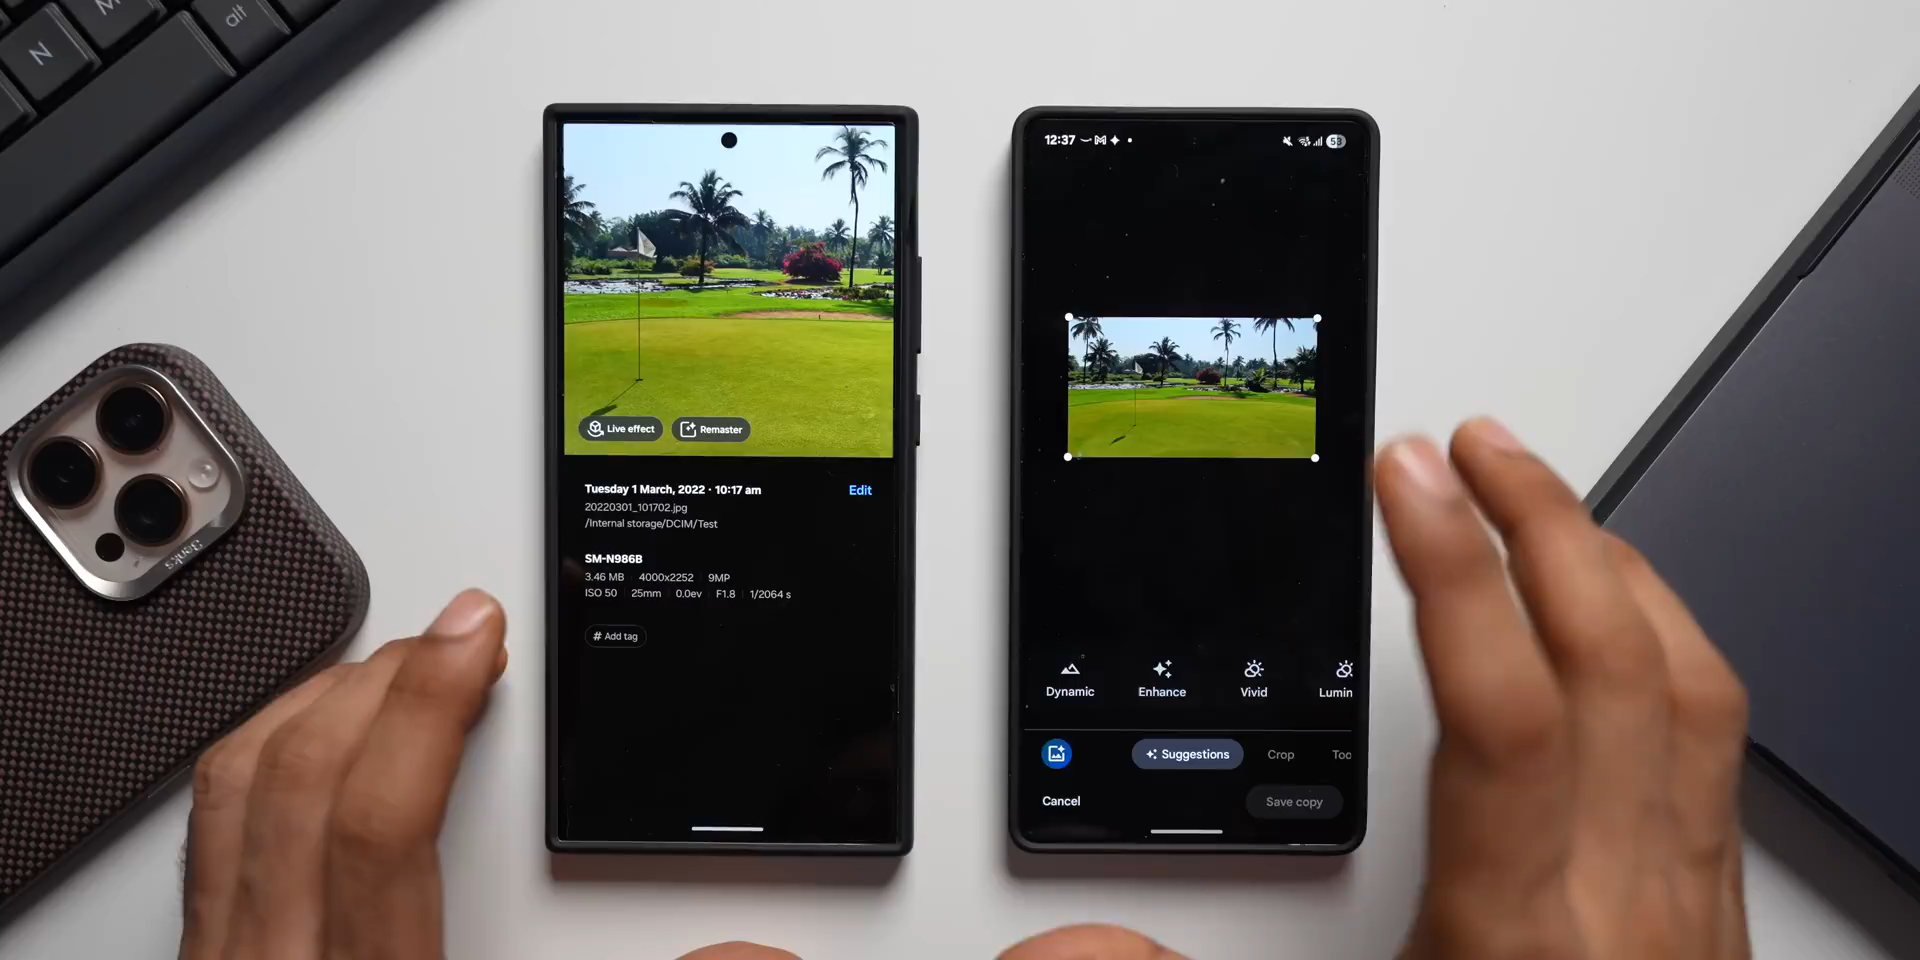 N
M
alt
Benks
Live effect
Remaster
Tuesday 1 March, 2022 · 10:17 am
Edit
20220301_101702.jpg
/Internal storage/DCIM/Test
SM-N986B
3.46 MB 4000x2252 9MP
ISO 50 25mm 0.0ev F1.8 1/2064 s
# Add tag
12:37
53
Dynamic
Enhance
Vivid
Lumin
Suggestions
Crop
Too
Cancel
Save copy